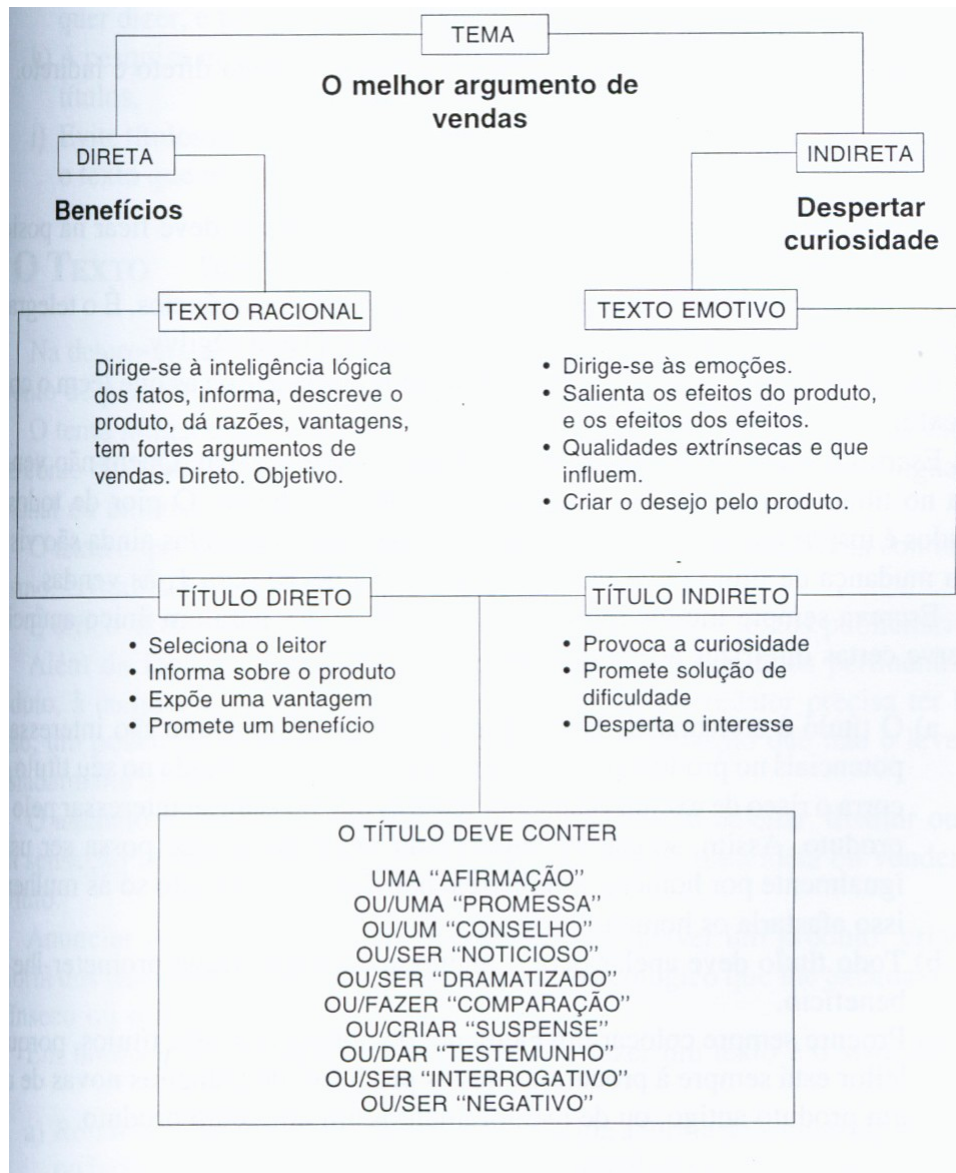 TEMA
O melhor argumento de
vendas
DIRETA
Benefícios
INDIRETA
Despertar
curiosidade
TEXTO RACIONAL
Dirige-se à inteligência lógica
dos fatos, informa, descreve o
produto, dá razões, vantagens,
tem fortes argumentos de
vendas. Direto. Objetivo.
TEXTO EMOTIVO
• Dirige-se às emoções.
• Salienta os efeitos do produto,
e os efeitos dos efeitos.
• Qualidades extrínsecas e que
influem.
• Criar o desejo pelo produto.
TÍTULO DIRETO
• Seleciona o leitor
• Informa sobre o produto
• Expõe uma vantagem
• Promete um benefício
TÍTULO INDIRETO
• Provoca a curiosidade
• Promete solução de
dificuldade
• Desperta o interesse
O TÍTULO DEVE CONTER
UMA “AFIRMAÇÃO”
OU/UMA “PROMESSA”
OU/UM “CONSELHO”
OU/SER “NOTICIOSO”
OU/SER “DRAMATIZADO”
OU/FAZER “COMPARAÇÃO”
OU/CRIAR “SUSPENSE”
OU/DAR “TESTEMUNHO”
OU/SER “INTERROGATIVO”
OU/SER “NEGATIVO”